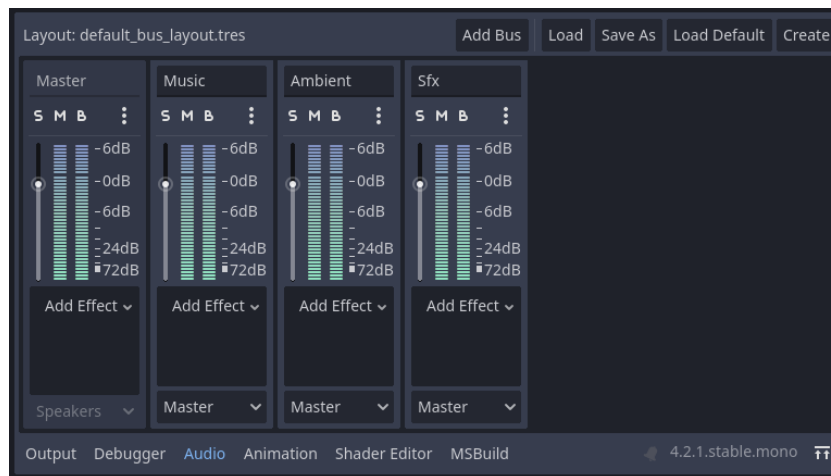 Layout: default_bus_layout.tres Add Bus Load Save As Load Default Create
Master Music Ambient Sfx
S M B S M B S M B S M B
-6dB -6dB -6dB -6dB
-0dB -0dB -0dB -0dB
-6dB -6dB -6dB -6dB
-24dB -24dB -24dB -24dB
-72dB -72dB -72dB -72dB
Add Effect Add Effect Add Effect Add Effect
Speakers Master Master Master
Output Debugger Audio Animation Shader Editor MSBuild 4.2.1.stable.mono